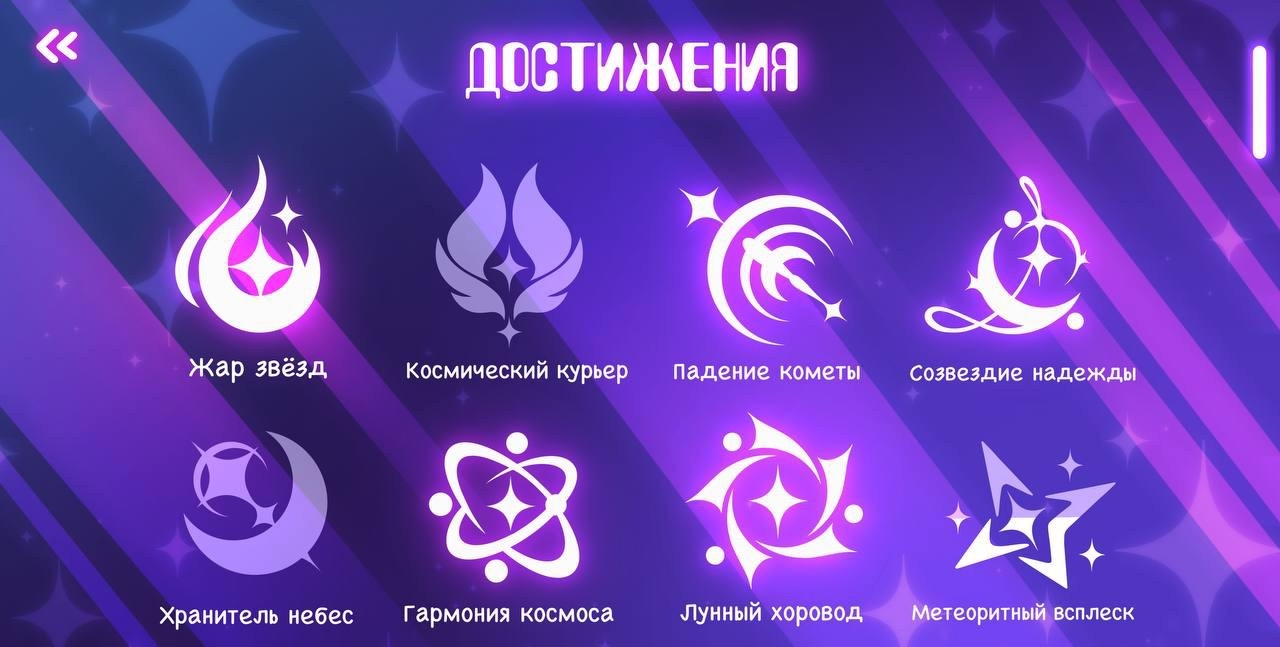 ДОСТИЖЕНИЯ
Жар звёзд
Космический курьер
Падение кометы
Созвездие надежды
Хранитель небес
Гармония космоса
Лунный хоровод
Метеоритный всплеск